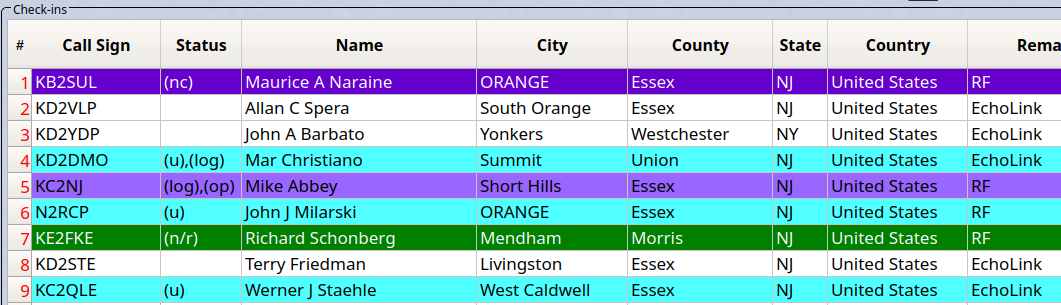 Check-ins
# Call Sign Status Name City County State Country Rema
1 KB2SUL (nc) Maurice A Naraine ORANGE Essex NJ United States RF
2 KD2VLP Allan C Spera South Orange Essex NJ United States EchoLink
3 KD2YDP John A Barbato Yonkers Westchester NY United States EchoLink
4 KD2DMO (u),(log) Mar Christiano Summit Union NJ United States EchoLink
5 KC2NJ (log),(op) Mike Abbey Short Hills Essex NJ United States RF
6 N2RCP (u) John J Milarski ORANGE Essex NJ United States RF
7 KE2FKE (n/r) Richard Schonberg Mendham Morris NJ United States RF
8 KD2STE Terry Friedman Livingston Essex NJ United States EchoLink
9 KC2QLE (u) Werner J Staehle West Caldwell Essex NJ United States EchoLink